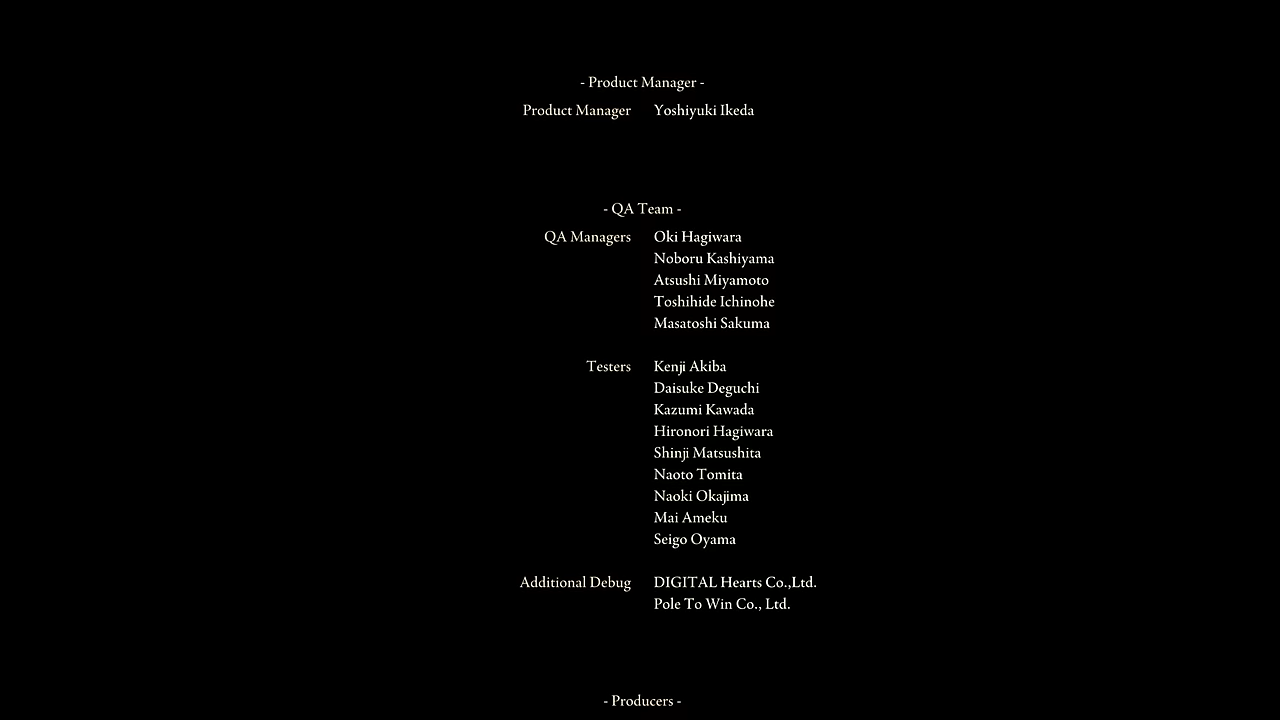 - Product Manager -
Product Manager Yoshiyuki Ikeda
- QA Team -
QA Managers Oki Hagiwara
Noboru Kashiyama
Atsushi Miyamoto
Toshihide Ichinohe
Masatoshi Sakuma
Testers Kenji Akiba
Daisuke Deguchi
Kazumi Kawada
Hironori Hagiwara
Shinji Matsushita
Naoto Tomita
Naoki Okajima
Mai Ameku
Seigo Oyama
Additional Debug DIGITAL Hearts Co.,Ltd.
Pole To Win Co., Ltd.
- Producers -